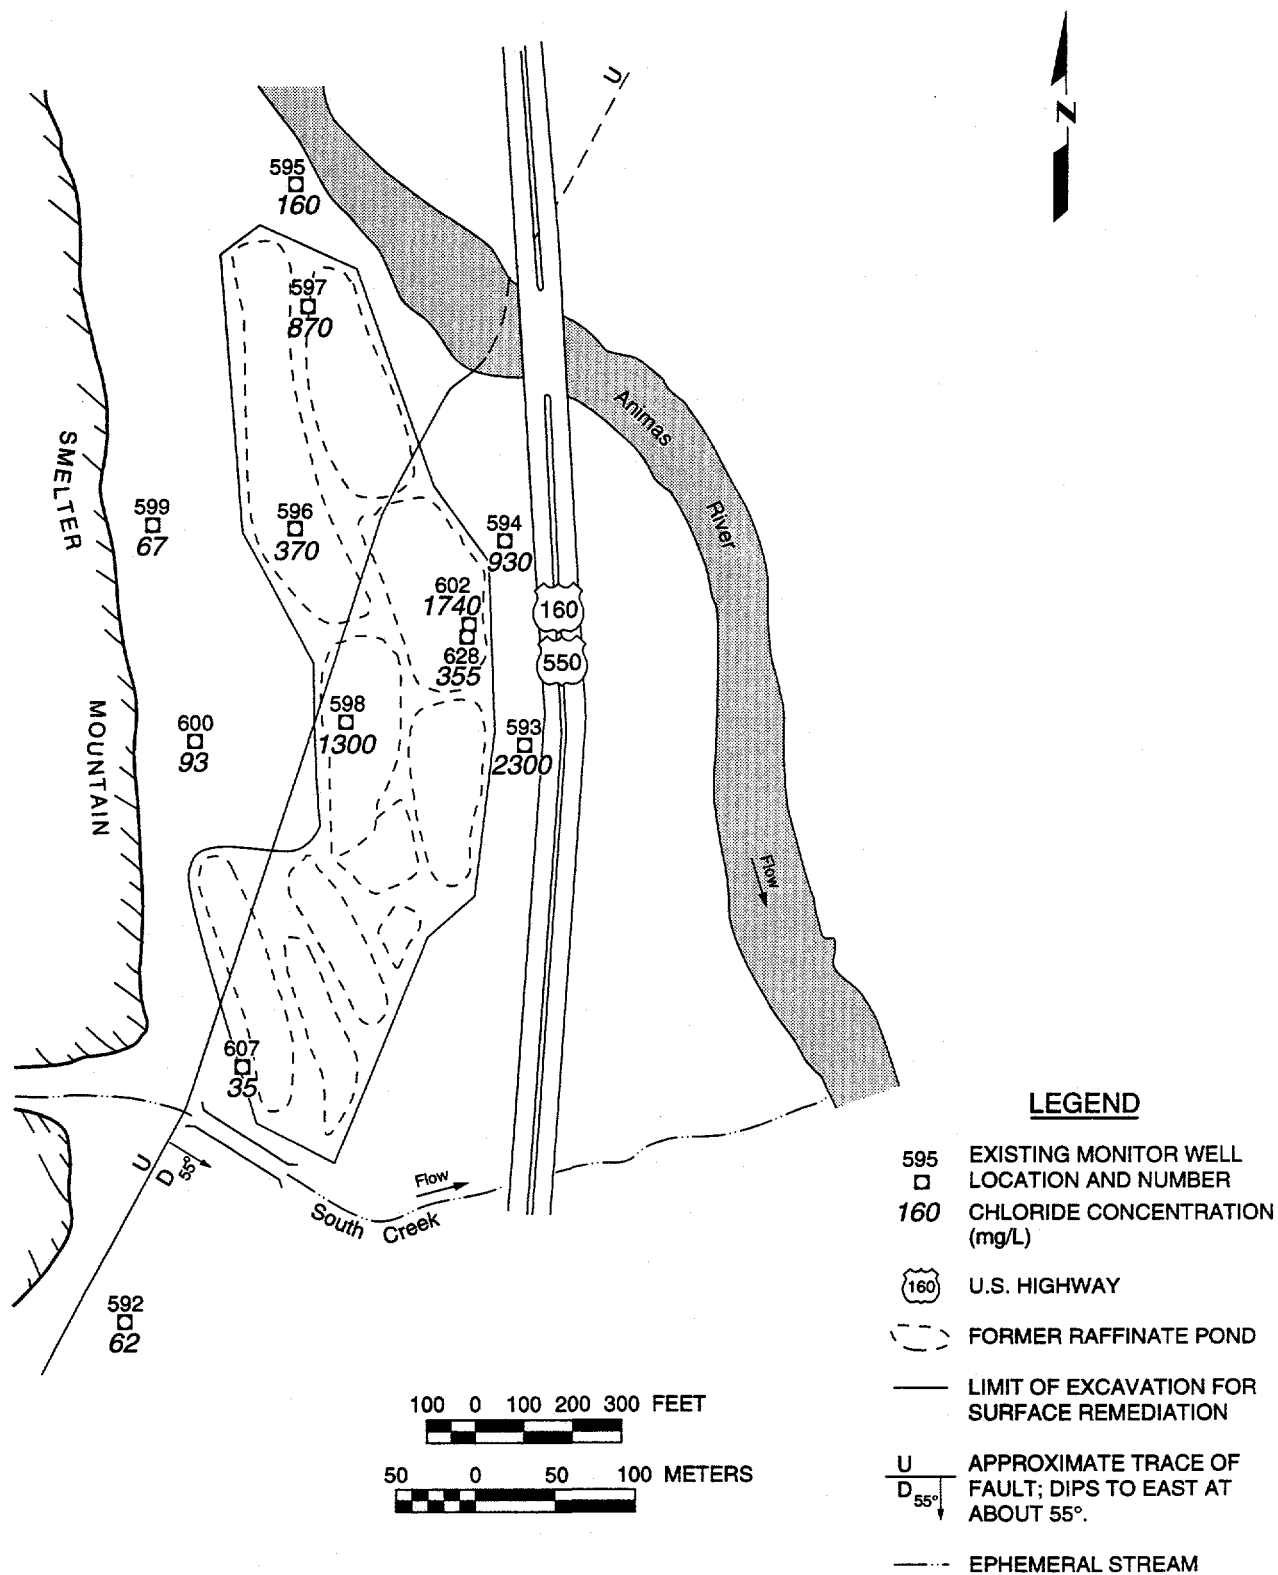 U
N
595
160
597
870
Animas
River
SMELTER
MOUNTAIN
599
67
596
370
594
930
602
1740
160
628
355
550
598
1300
600
93
593
2300
Flow
607
35
U
D 55°
Flow
South Creek
592
62
LEGEND
595
EXISTING MONITOR WELL
LOCATION AND NUMBER
160
CHLORIDE CONCENTRATION
(mg/L)
160
U.S. HIGHWAY
FORMER RAFFINATE POND
LIMIT OF EXCAVATION FOR
SURFACE REMEDIATION
U
D 55°
APPROXIMATE TRACE OF
FAULT; DIPS TO EAST AT
ABOUT 55°.
EPHEMERAL STREAM
100 0 100 200 300 FEET
50 0 50 100 METERS